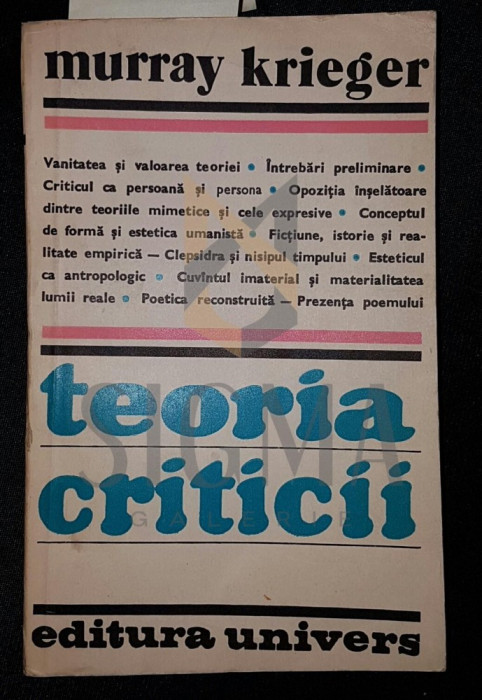 murray krieger
Vanitatea și valoarea teoriei • Întrebări preliminare •
Criticul ca persoană și persona • Opoziția înșelătoare
dintre teoriile mimetice și cele expresive • Conceptul
de formă și estetica umanistă • Ficțiune, istorie și rea-
litate empirică — Clepsidra și nisipul timpului • Esteticul
ca antropologic • Cuvîntul imaterial și materialitatea
lumii reale • Poetica reconstruită — Prezența poemului
teoria
SIGMA
criticii
GALERIE
editura univers